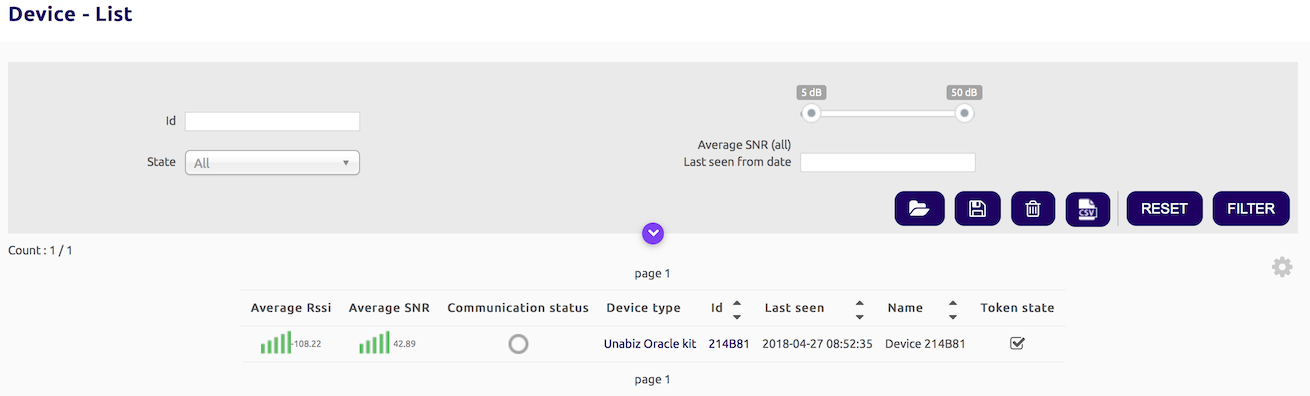 Device - List
5 dB 50 dB
Id
Average SNR (all)
State All Last seen from date
CSV RESET FILTER
Count : 1 / 1
page 1
Average Rssi Average SNR Communication status Device type Id Last seen Name Token state
-108.22 42.89 Unabiz Oracle kit 214B81 2018-04-27 08:52:35 Device 214B81
page 1